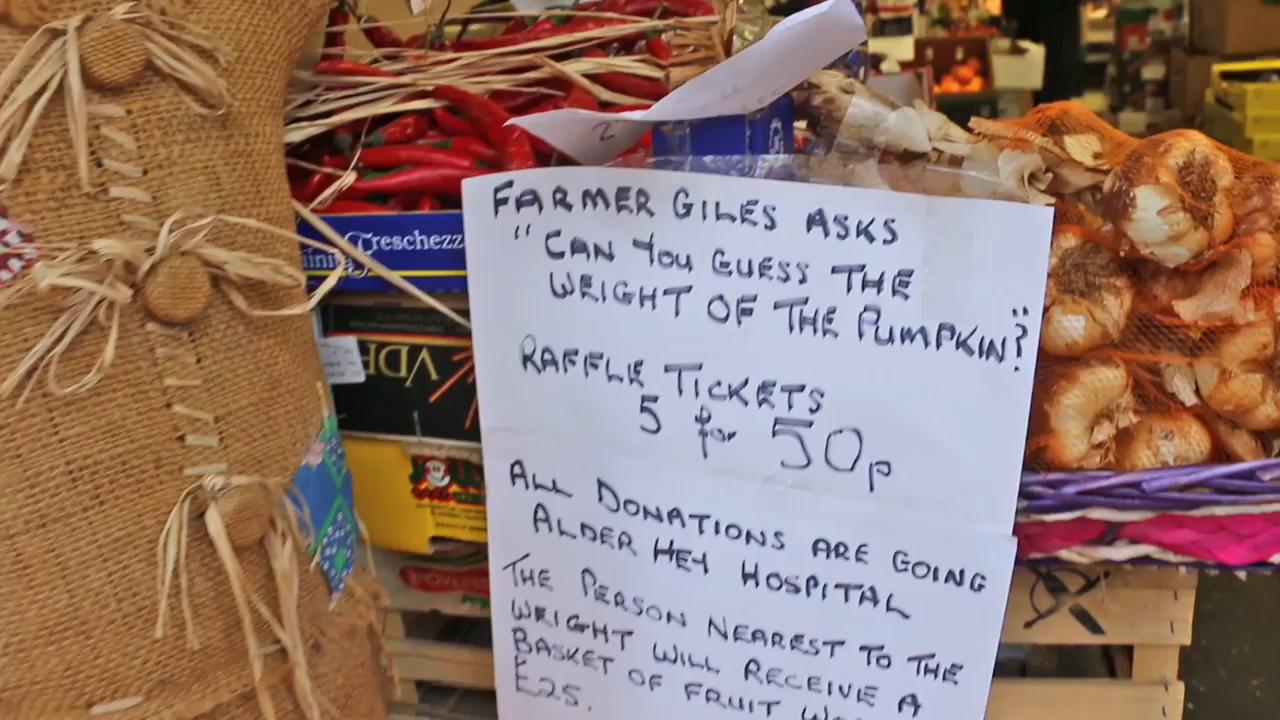 2
FARMER GILES ASKS
"CAN YOU GUESS THE
WEIGHT OF THE PUMPKIN?"
RAFFLE TICKETS
5 for 50p
ALL DONATIONS ARE GOING
ALDER HEY HOSPITAL
THE PERSON NEAREST TO THE
WEIGHT WILL RECEIVE A
BASKET OF FRUIT
£25.
Treschezz
VDF